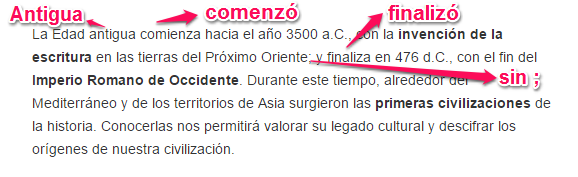 Antigua comenzó finalizó
La Edad antigua comienza hacia el año 3500 a.C., con la invención de la
escritura en las tierras del Próximo Oriente; y finaliza en 476 d.C., con el fin del
sin ;
Imperio Romano de Occidente. Durante este tiempo, alrededor del
Mediterráneo y de los territorios de Asia surgieron las primeras civilizaciones de
la historia. Conocerlas nos permitirá valorar su legado cultural y descifrar los
orígenes de nuestra civilización.